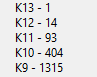 K13 - 1
K12 - 14
K11 - 93
K10 - 404
K9 - 1315